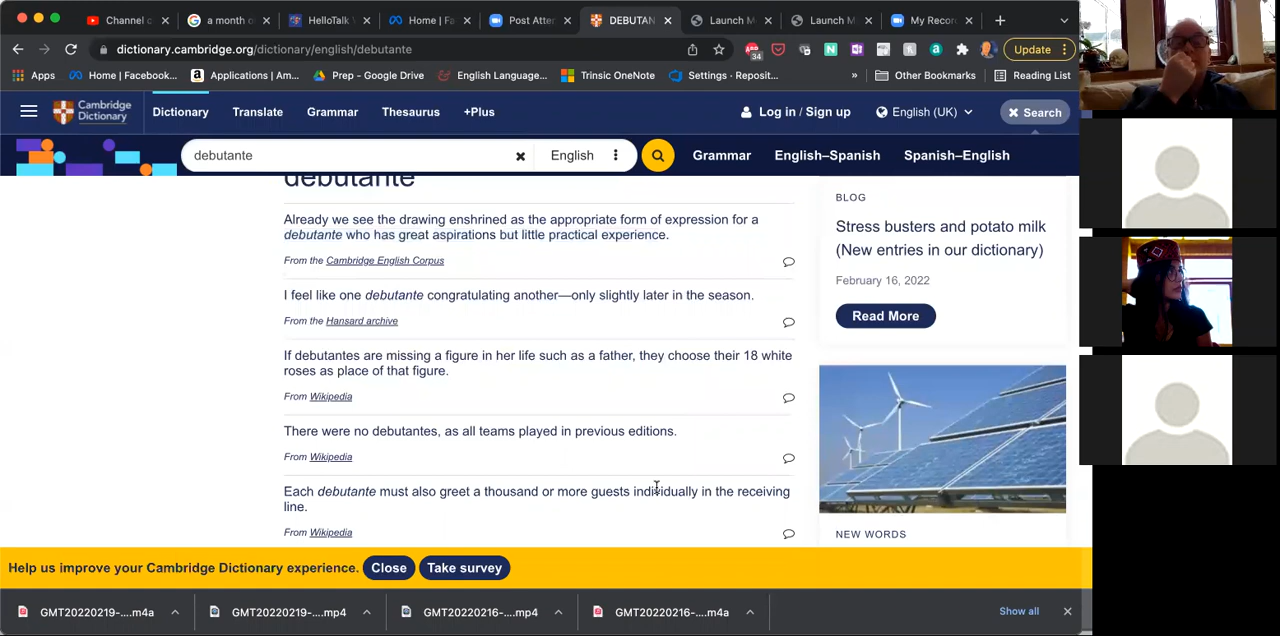 Channel c
a month o
HelloTalk
Home | Fa
Post Atter
DEBUTAN
Launch M
Launch M
My Recor
dictionary.cambridge.org/dictionary/english/debutante
34
Update
Apps
Home | Facebook...
Applications | Am...
Prep - Google Drive
English Language...
Trinsic OneNote
Settings · Reposit...
»
Other Bookmarks
Reading List
Cambridge
Dictionary
Dictionary
Translate
Grammar
Thesaurus
+Plus
Log in / Sign up
English (UK)
Search
debutante
English
Grammar
English–Spanish
Spanish–English
debutante
Already we see the drawing enshrined as the appropriate form of expression for a
debutante who has great aspirations but little practical experience.
From the Cambridge English Corpus
I feel like one debutante congratulating another—only slightly later in the season.
From the Hansard archive
If debutantes are missing a figure in her life such as a father, they choose their 18 white
roses as place of that figure.
From Wikipedia
There were no debutantes, as all teams played in previous editions.
From Wikipedia
Each debutante must also greet a thousand or more guests individually in the receiving
line.
From Wikipedia
BLOG
Stress busters and potato milk
(New entries in our dictionary)
February 16, 2022
Read More
NEW WORDS
Help us improve your Cambridge Dictionary experience.
Close
Take survey
GMT20220219-....m4a
GMT20220219-....mp4
GMT20220216-....mp4
GMT20220216-....m4a
Show all